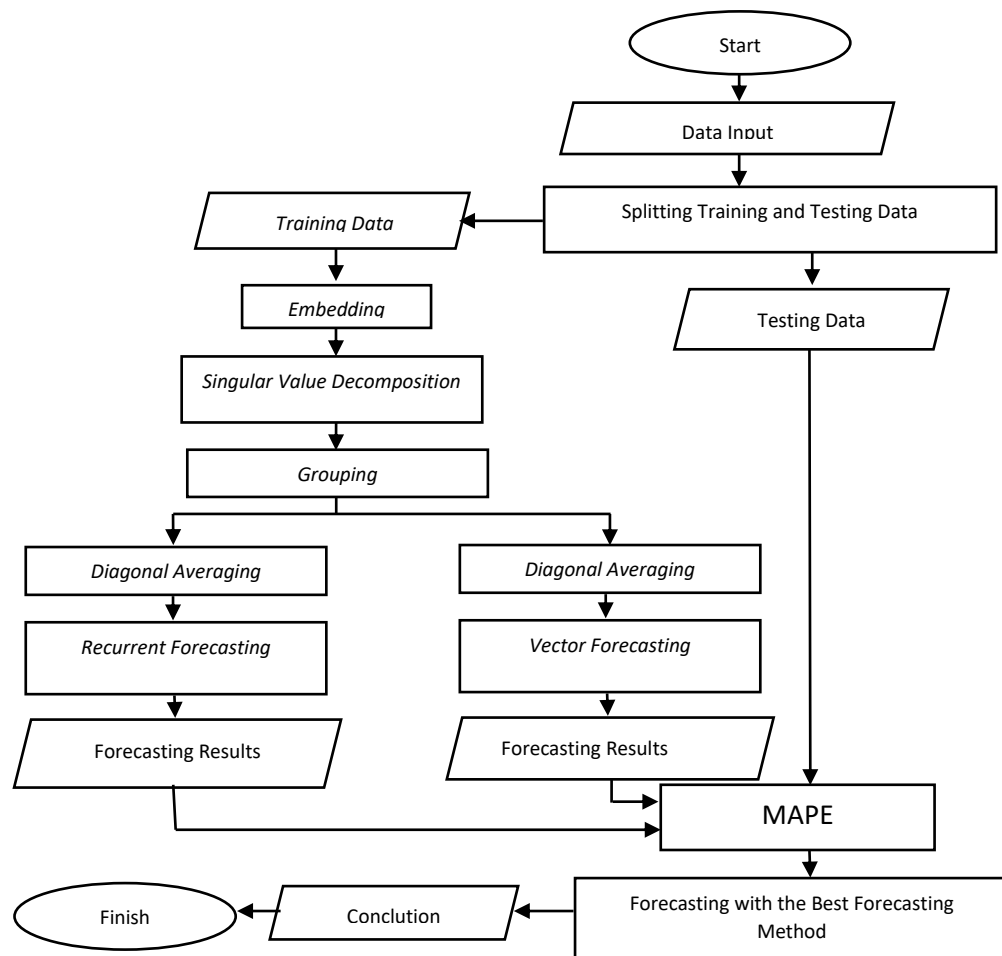 Start
Data Input
Splitting Training and Testing Data
Training Data
Testing Data
Embedding
Singular Value Decomposition
Grouping
Diagonal Averaging
Diagonal Averaging
Recurrent Forecasting
Vector Forecasting
Forecasting Results
Forecasting Results
MAPE
Forecasting with the Best Forecasting
Method
Conclution
Finish